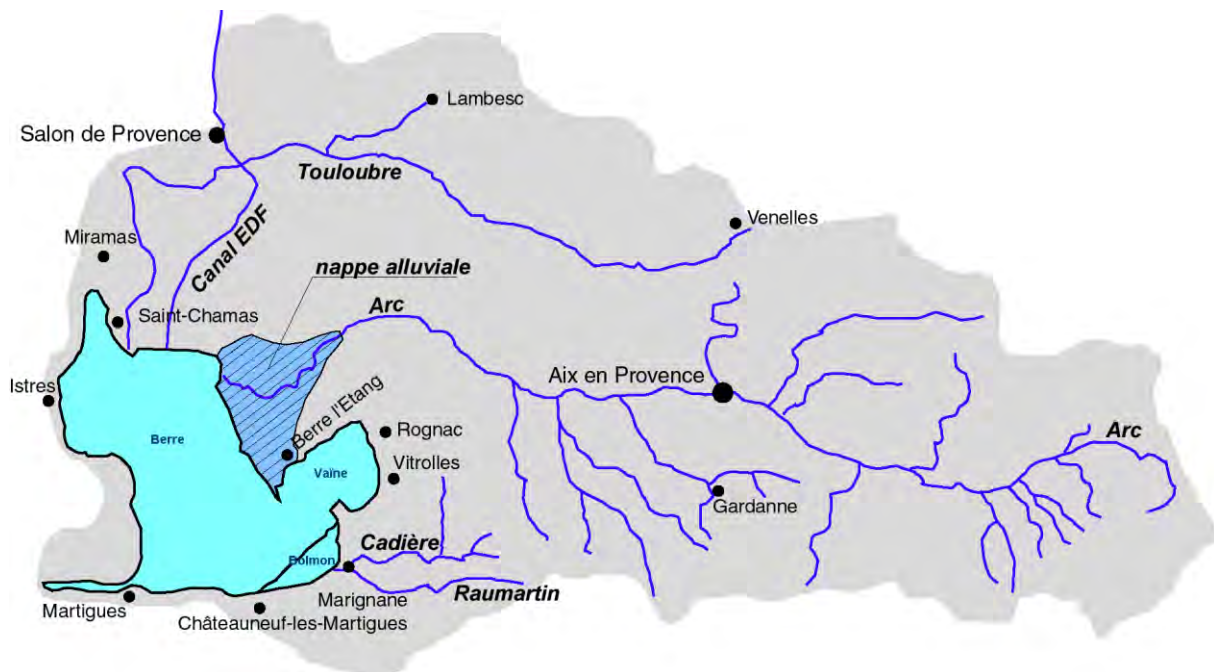 Lambesc
Salon de Provence
Touloubre
Venelles
Miramas
Canal EDF
nappe alluviale
Saint-Chamas
Arc
Istres
Aix en Provence
Berre l'Etang
Rognac
Berre
Vaïne
Vitrolles
Arc
Gardanne
Cadière
Bolmon
Marignane
Raumartin
Martigues
Châteauneuf-les-Martigues